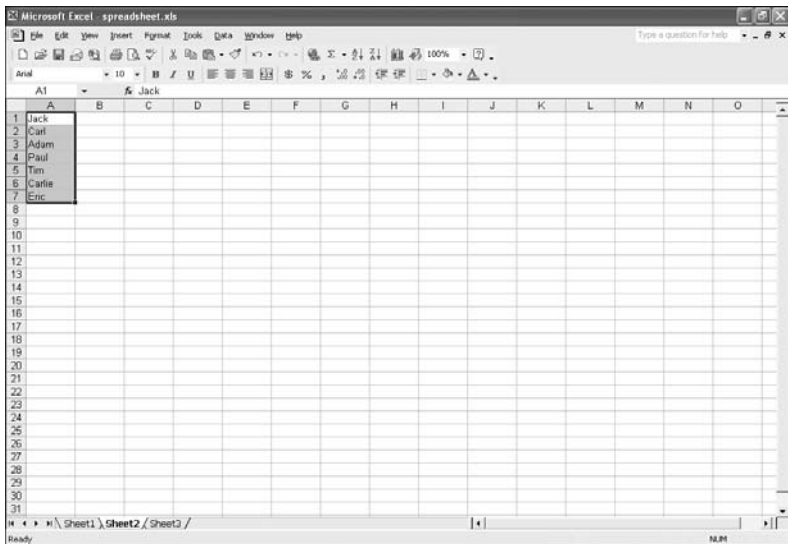 Microsoft Excel - spreadsheet.xls
File Edit View Insert Format Tools Data Window Help Type a question for help
100%
Arial 10 B I U $ % ,
A1 fx Jack
A B C D E F G H I J K L M N O
1 Jack
2 Carl
3 Adam
4 Paul
5 Tim
6 Carlie
7 Eric
8
9
10
11
12
13
14
15
16
17
18
19
20
21
22
23
24
25
26
27
28
29
30
31
Sheet1 Sheet2 Sheet3
Ready NUM